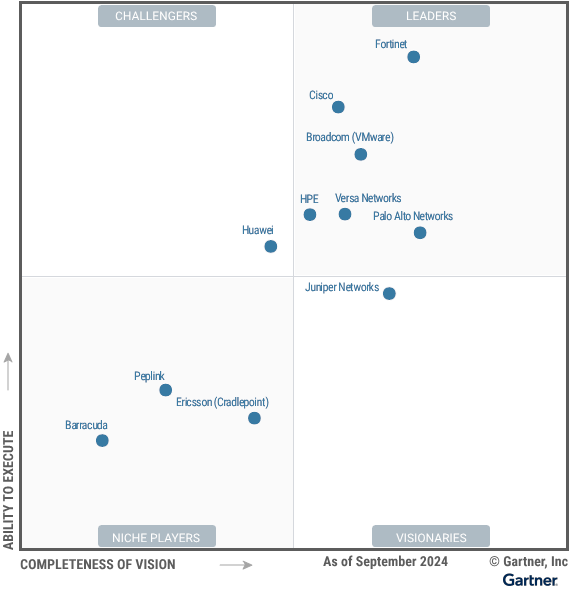 CHALLENGERS
LEADERS
Fortinet
Cisco
Broadcom (VMware)
HPE
Versa Networks
Palo Alto Networks
Huawei
Juniper Networks
Peplink
Ericsson (Cradlepoint)
Barracuda
NICHE PLAYERS
VISIONARIES
ABILITY TO EXECUTE
COMPLETENESS OF VISION
As of September 2024
© Gartner, Inc
Gartner